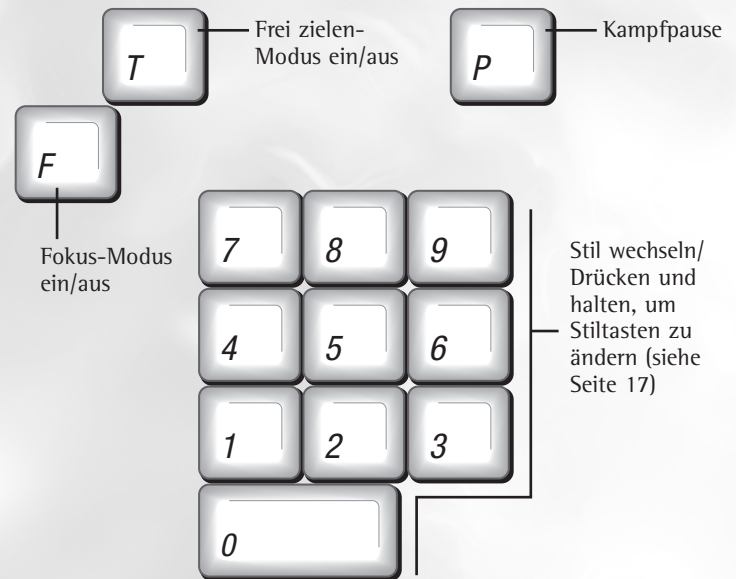 T
Frei zielen-
Modus ein/aus
P
Kampfpause
F
Fokus-Modus
ein/aus
7 8 9
4 5 6
1 2 3
0
Stil wechseln/
Drücken und
halten, um
Stiltasten zu
ändern (siehe
Seite 17)